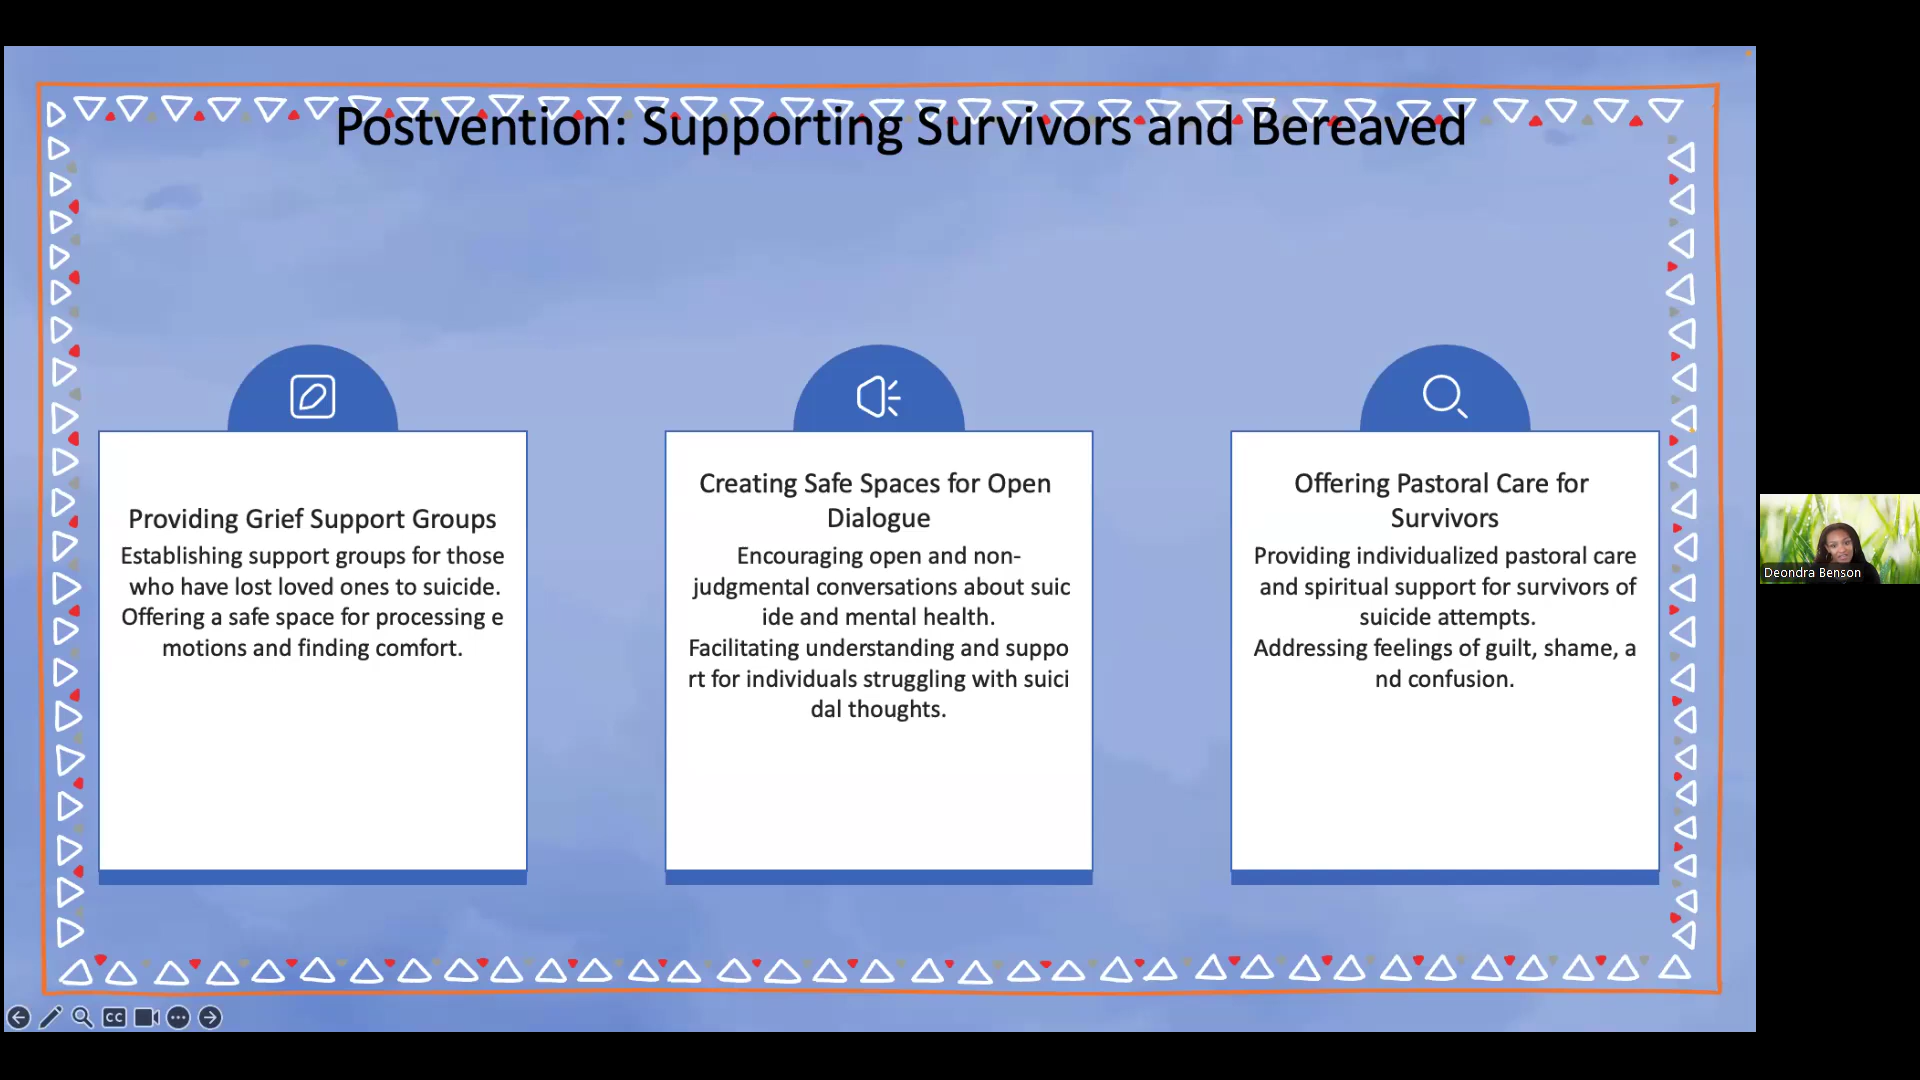 Postvention: Supporting Survivors and Bereaved
Providing Grief Support Groups
Establishing support groups for those
who have lost loved ones to suicide.
Offering a safe space for processing e
motions and finding comfort.
Creating Safe Spaces for Open
Dialogue
Encouraging open and non-
judgmental conversations about suic
ide and mental health.
Facilitating understanding and suppo
rt for individuals struggling with suici
dal thoughts.
Offering Pastoral Care for
Survivors
Providing individualized pastoral care
and spiritual support for survivors of
suicide attempts.
Addressing feelings of guilt, shame, a
nd confusion.
Deondra Benson
CC